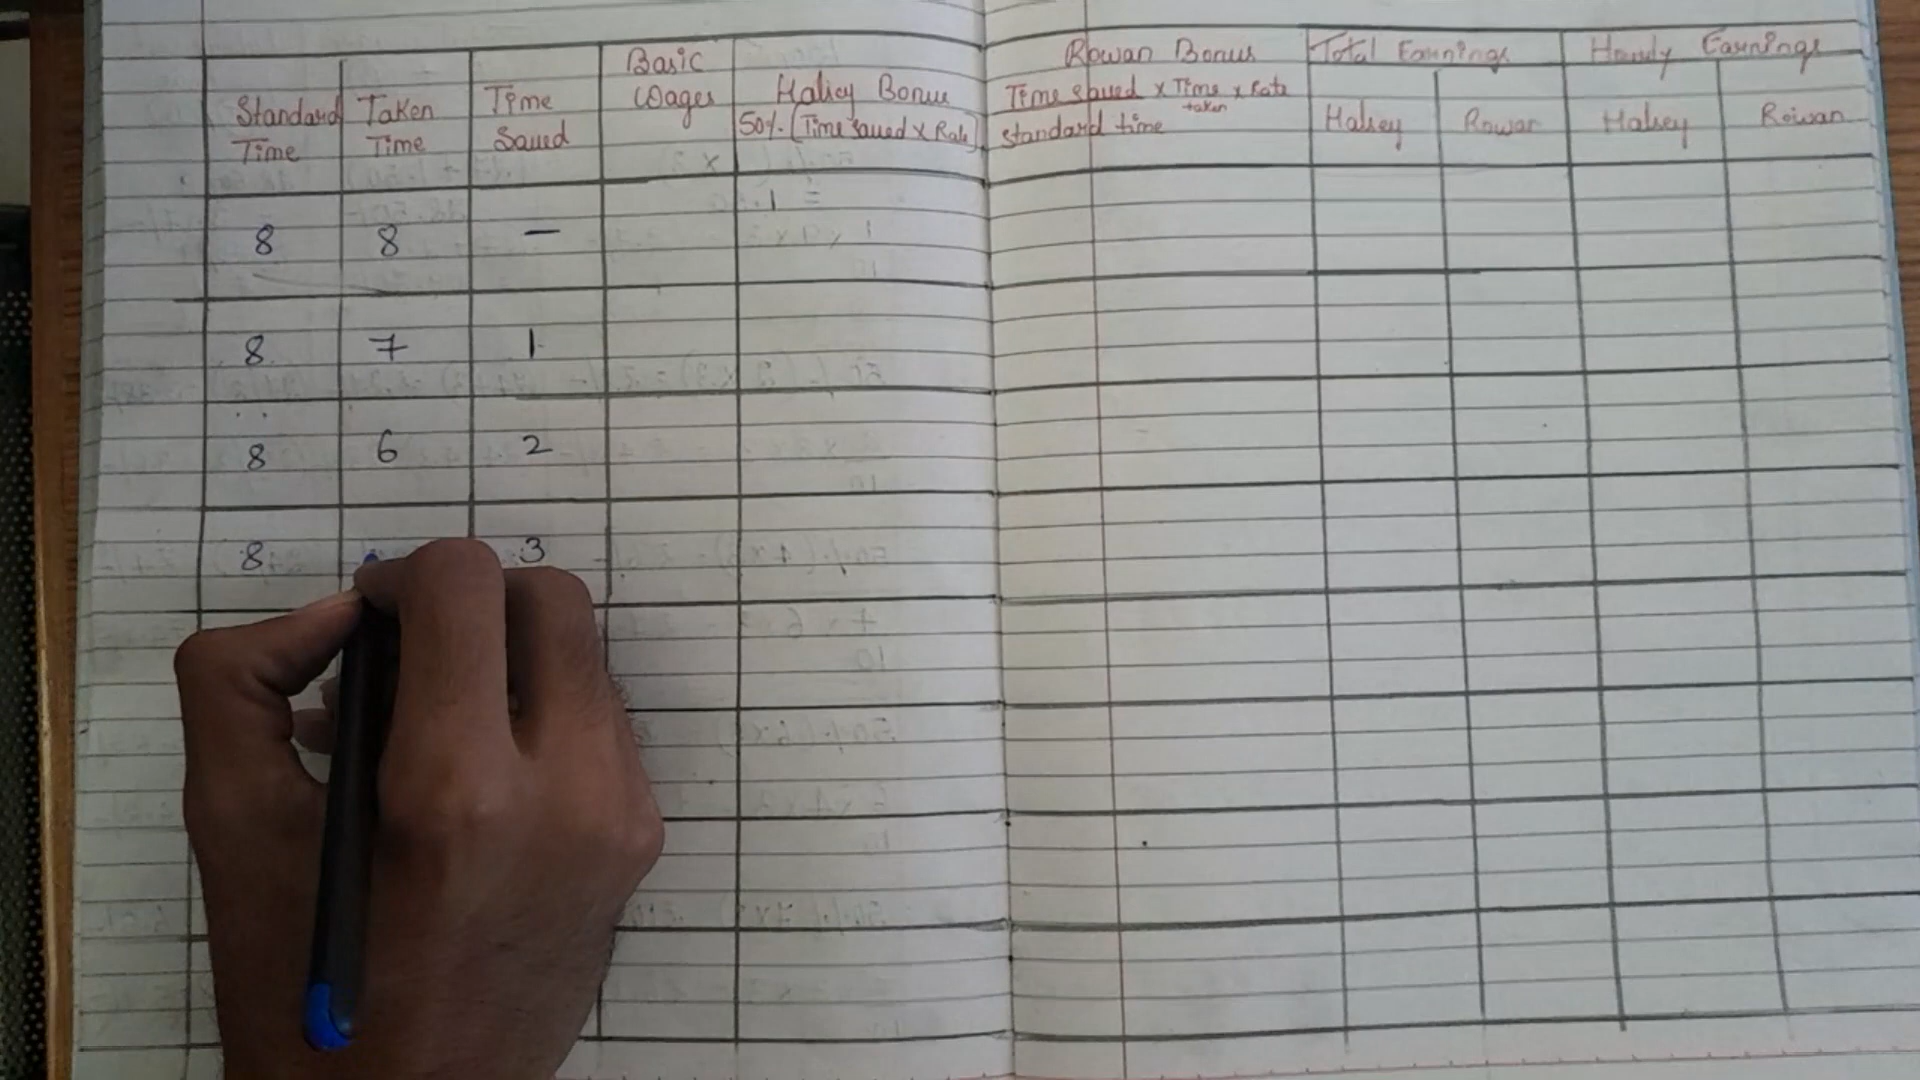 Standard Time
Taken Time
Time Saved
Basic Wages
Halsey Bonus
50%. [Time saved x Rate]
Rowan Bonus
Time saved x Time taken x Rate
standard time
Total Earnings
Halsey Rowan
Hourly Earnings
Halsey Rowan
8 8 –
8 7 1
8 6 2
8 3